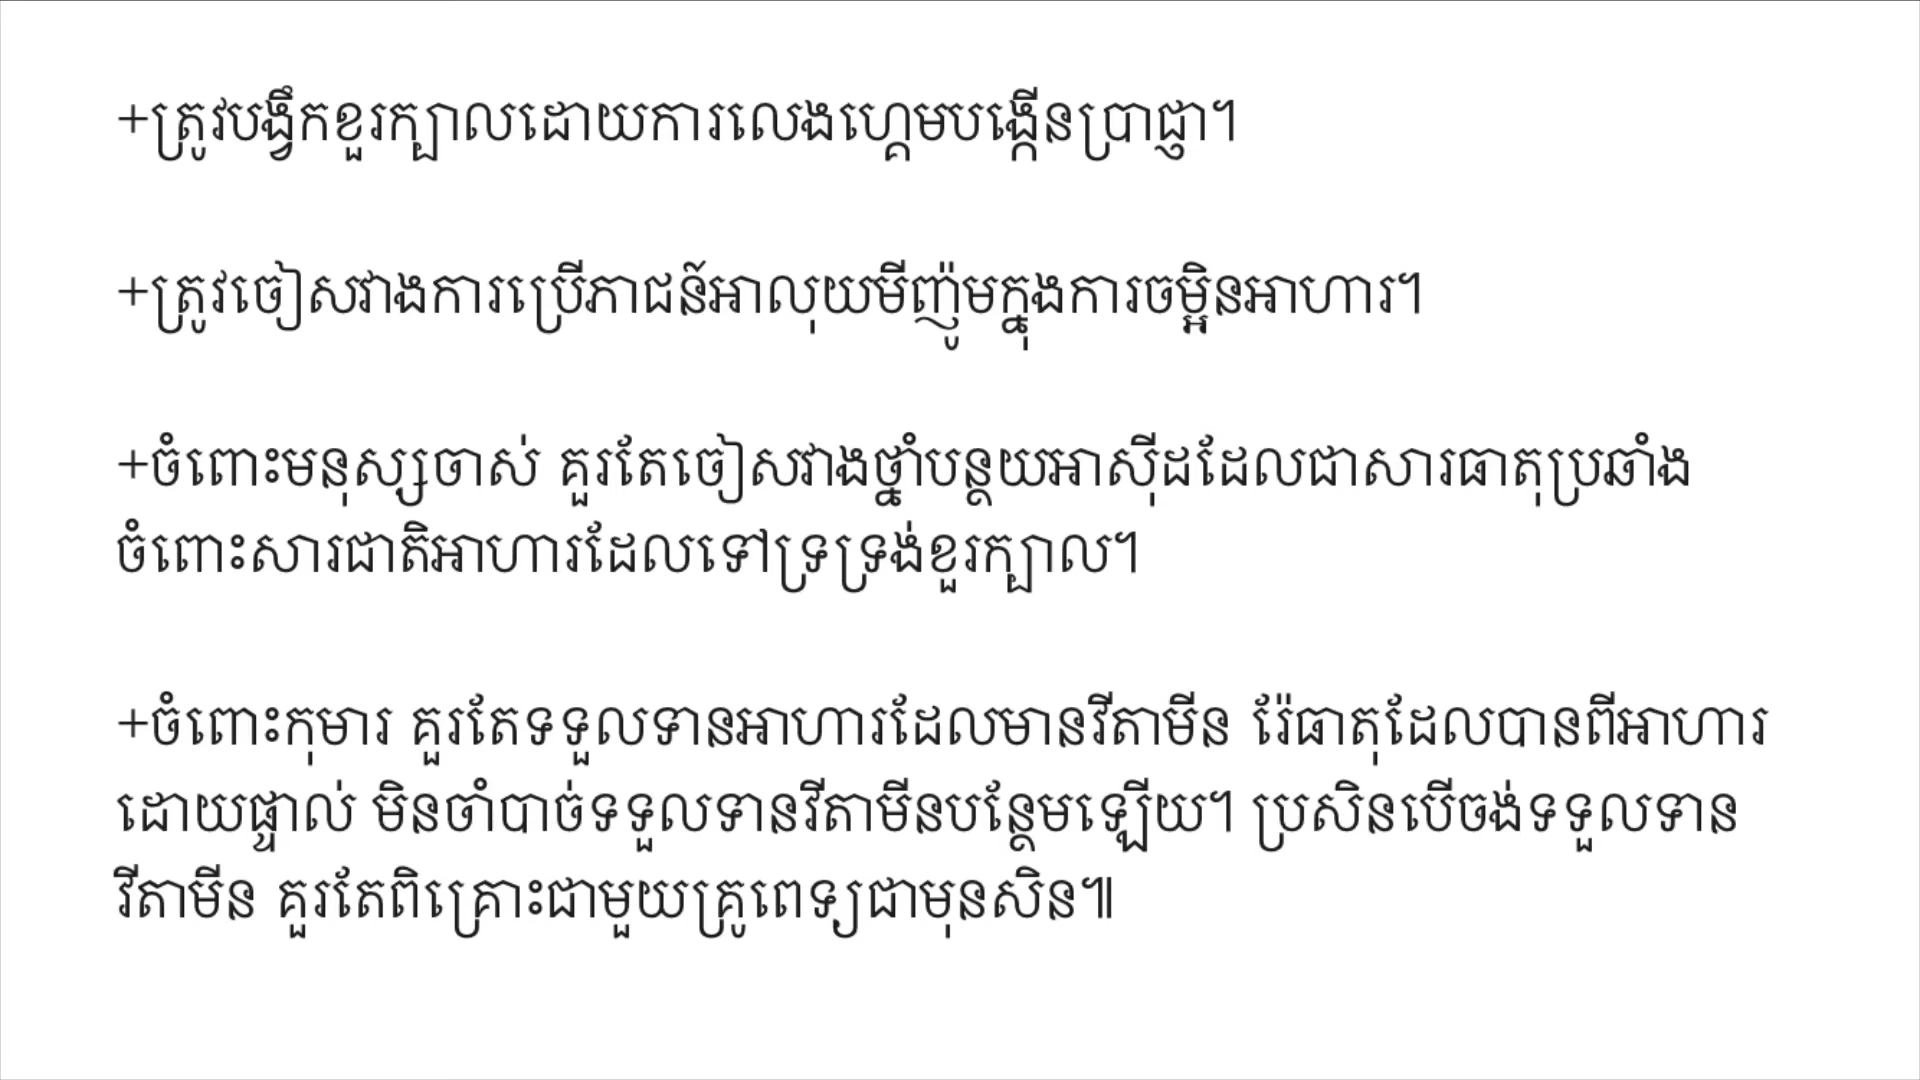 +ត្រូវបង្វឹកខួរក្បាលដោយការលេងហ្គេមបង្កើនប្រាជ្ញា។
+ត្រូវចៀសវាងការប្រើភាជន៍អាលុយមីញ៉ូមក្នុងការចម្អិនអាហារ។
+ចំពោះមនុស្សចាស់ គួរតែចៀសវាងថ្នាំបន្ថយអាស៊ីដដែលជាសារធាតុប្រឆាំង
ចំពោះសារជាតិអាហារដែលទៅទ្រទ្រង់ខួរក្បាល។
+ចំពោះកុមារ គួរតែទទួលទានអាហារដែលមានវីតាមីន រ៉ែធាតុដែលបានពីអាហារ
ដោយផ្ទាល់ មិនចាំបាច់ទទួលទានវីតាមីនបន្ថែមឡើយ។ ប្រសិនបើចង់ទទួលទាន
វីតាមីន គួរតែពិគ្រោះជាមួយគ្រូពេទ្យជាមុនសិន៕